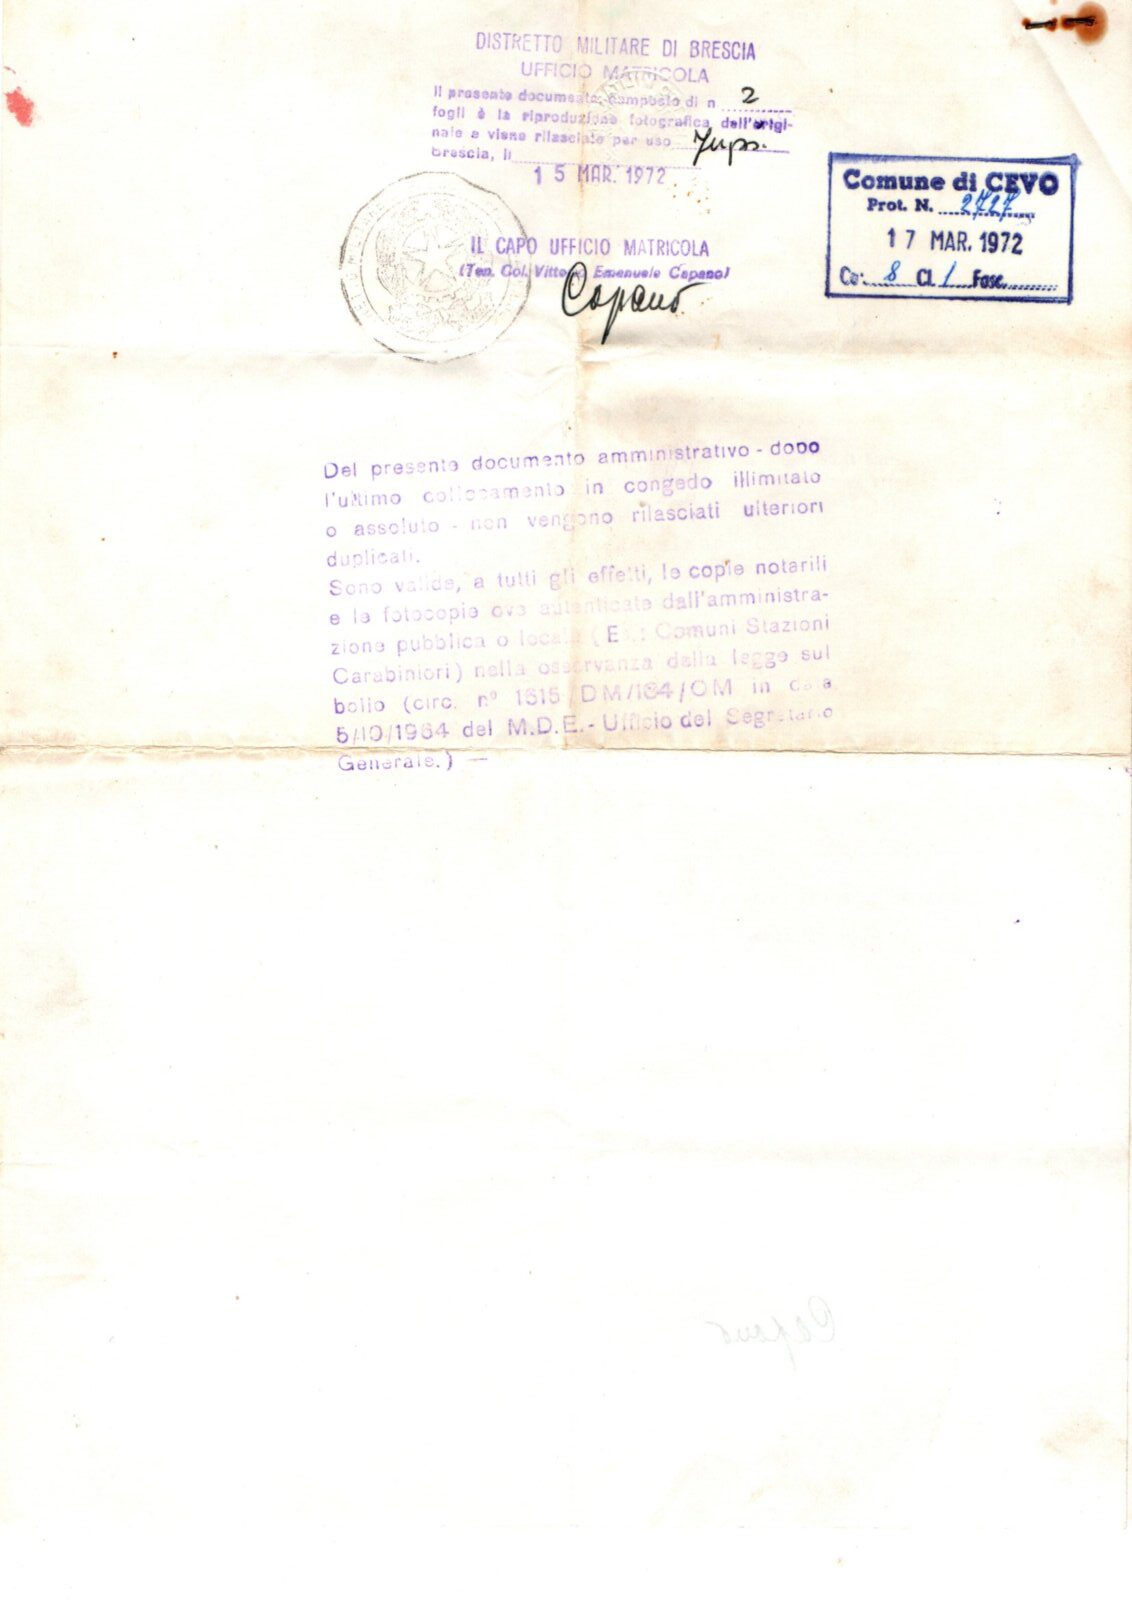 DISTRETTO MILITARE DI BRESCIA
UFFICIO MATRICOLA
Il presente documento composto di n 2
fogli è la riproduzione fotografica dell'origi-
nale e viene rilasciato per uso
Brescia, li
15 MAR. 1972
IL CAPO UFFICIO MATRICOLA
(Ten. Col. Vittorio Emanuele Capano)
Capano
Comune di CEVO
Prot. N. 2727
17 MAR. 1972
Ca: 8 Cl. 1 Fasc.
Del presente documento amministrativo - dopo
l'ultimo collocamento in congedo illimitato
o assoluto - non vengono rilasciati ulteriori
duplicati.
Sono valide, a tutti gli effetti, le copie notarili
e le fotocopie ove autenticate dall'amministra-
zione pubblica o locale (Es.: Comuni Stazioni
Carabinieri) nella osservanza della legge sul
bollo (circ. n° 1615/DM/184/OM in data
5/10/1964 del M.D.E.- Ufficio del Segretario
Generale.) —